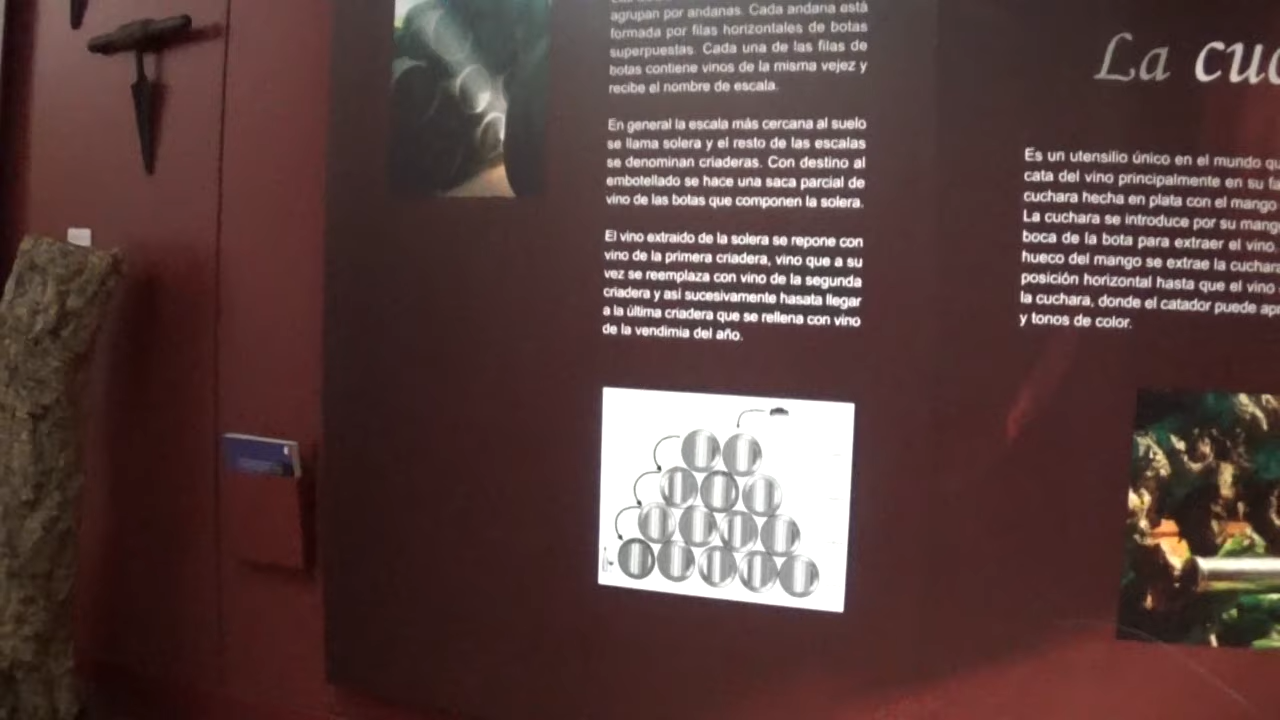 agrupan por andanas. Cada andana está
formada por filas horizontales de botas
superpuestas. Cada una de las filas de
botas contiene vinos de la misma vejez y
recibe el nombre de escala.
En general la escala más cercana al suelo
se llama solera y el resto de las escalas
se denominan criaderas. Con destino al
embotellado se hace una saca parcial de
vino de las botas que componen la solera.
El vino extraido de la solera se repone con
vino de la primera criadera, vino que a su
vez se reemplaza con vino de la segunda
criadera y así sucesivamente hasata llegar
a la última criadera que se rellena con vino
de la vendimia del año.
La
Es un utensilio único en el mundo
cata del vino principalmente en su
cuchara hecha en plata con el mango
La cuchara se introduce por su
boca de la bota para extraer el vino
hueco del mango se extrae la
posición horizontal hasta que el vino
la cuchara, donde el catador puede
y tonos de color.